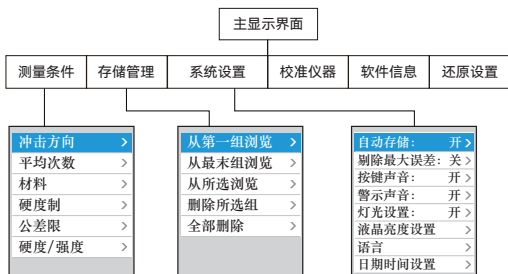 主显示界面
测量条件
存储管理
系统设置
校准仪器
软件信息
还原设置
冲击方向 >
平均次数 >
材料 >
硬度制 >
公差限 >
硬度/强度 >
从第一组浏览 >
从最末组浏览 >
从所选浏览 >
删除所选组 >
全部删除 >
自动存储: 开 >
剔除最大误差: 关 >
按键声音: 开 >
警示声音: 开 >
灯光设置: 开 >
液晶亮度设置 >
语言 >
日期时间设置 >